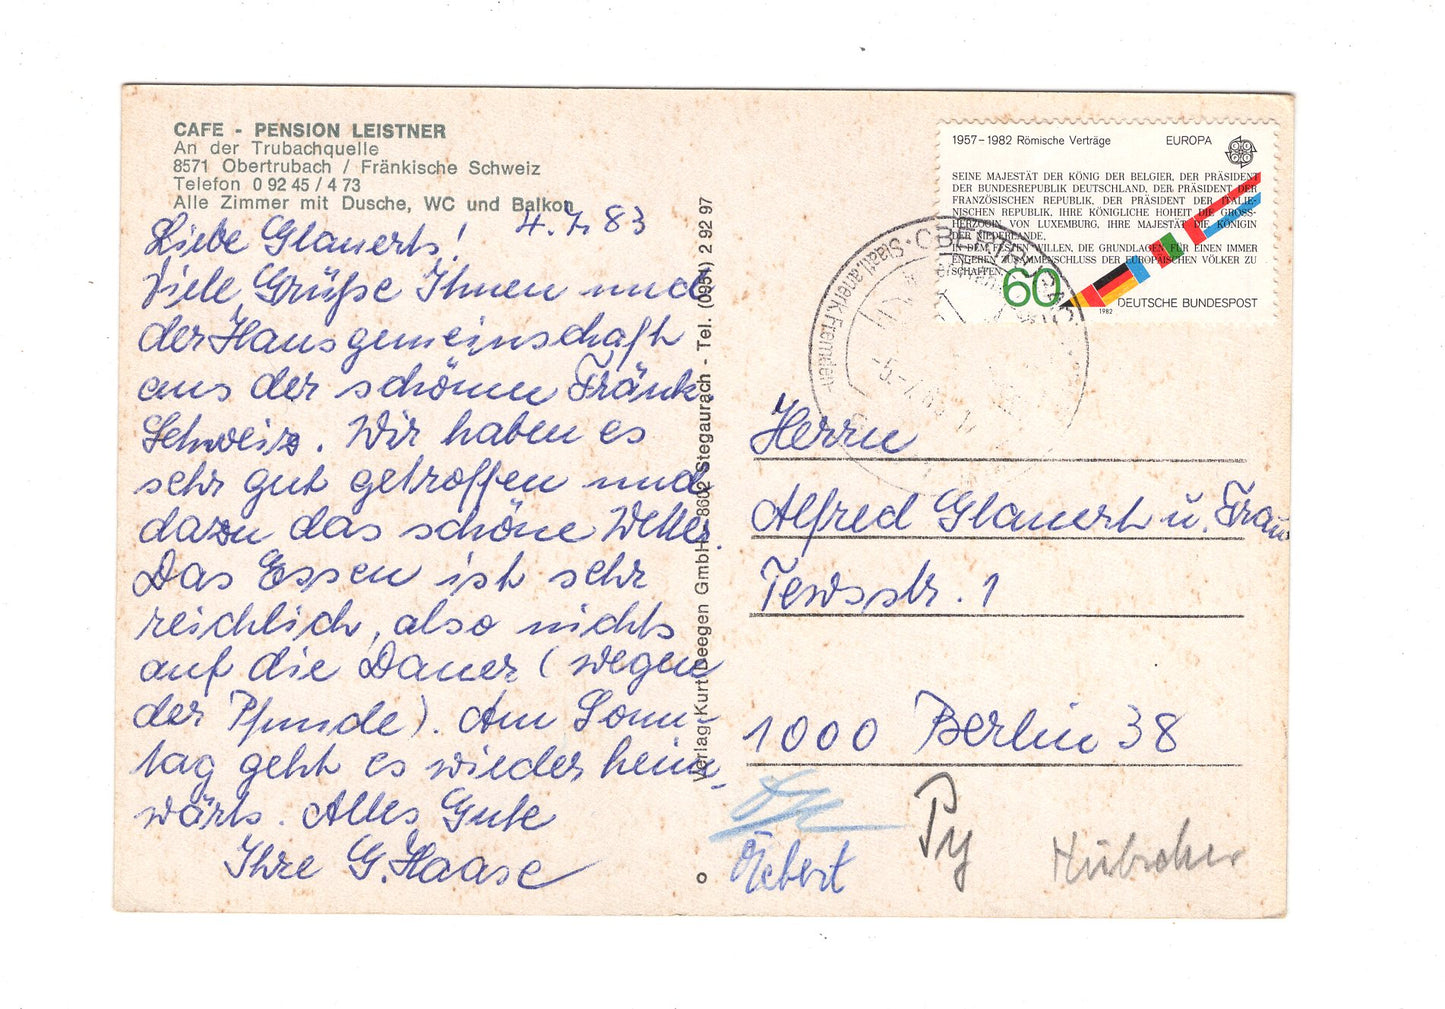 CAFE - PENSION LEISTNER
An der Trubachquelle
8571 Obertrubach / Fränkische Schweiz
Telefon 0 92 45 / 4 73
Alle Zimmer mit Dusche, WC und Balkon
4. 7. 83
Liebe Glauerts!
Viele Grüße Ihnen und
der Hausgemeinschaft
aus der schönen Fränk.
Schweiz. Wir haben es
sehr gut getroffen und
dazu das schöne Wetter.
Das Essen ist sehr
reichlich, also nichts
auf die Dauer (wegen
der Pfunde). Am Sonn-
tag geht es wieder heim-
wärts. Alles Gute
Ihre G. Haase
Verlag Kurt Deegen GmbH - 8602 Stegaurach - Tel. (0951) 2 92 97
1957-1982 Römische Verträge EUROPA
SEINE MAJESTÄT DER KÖNIG DER BELGIER, DER PRÄSIDENT
DER BUNDESREPUBLIK DEUTSCHLAND, DER PRÄSIDENT DER
FRANZÖSISCHEN REPUBLIK, DER PRÄSIDENT DER ITALIE-
NISCHEN REPUBLIK, IHRE KÖNIGLICHE HOHEIT DIE GROSS-
HERZOGIN VON LUXEMBURG, IHRE MAJESTÄT DIE KÖNIGIN
DER NIEDERLANDE,
IN DEM FESTEN WILLEN, DIE GRUNDLAGEN FÜR EINEN IMMER
ENGEREN ZUSAMMENSCHLUSS DER EUROPÄISCHEN VÖLKER ZU
SCHAFFEN,
60
DEUTSCHE BUNDESPOST
1982
Staatl. anerk. Fremden-
Herrn
Alfred Glauert u. Frau
Tewsstr. 1
1000 Berlin 38
Py
Hübscher